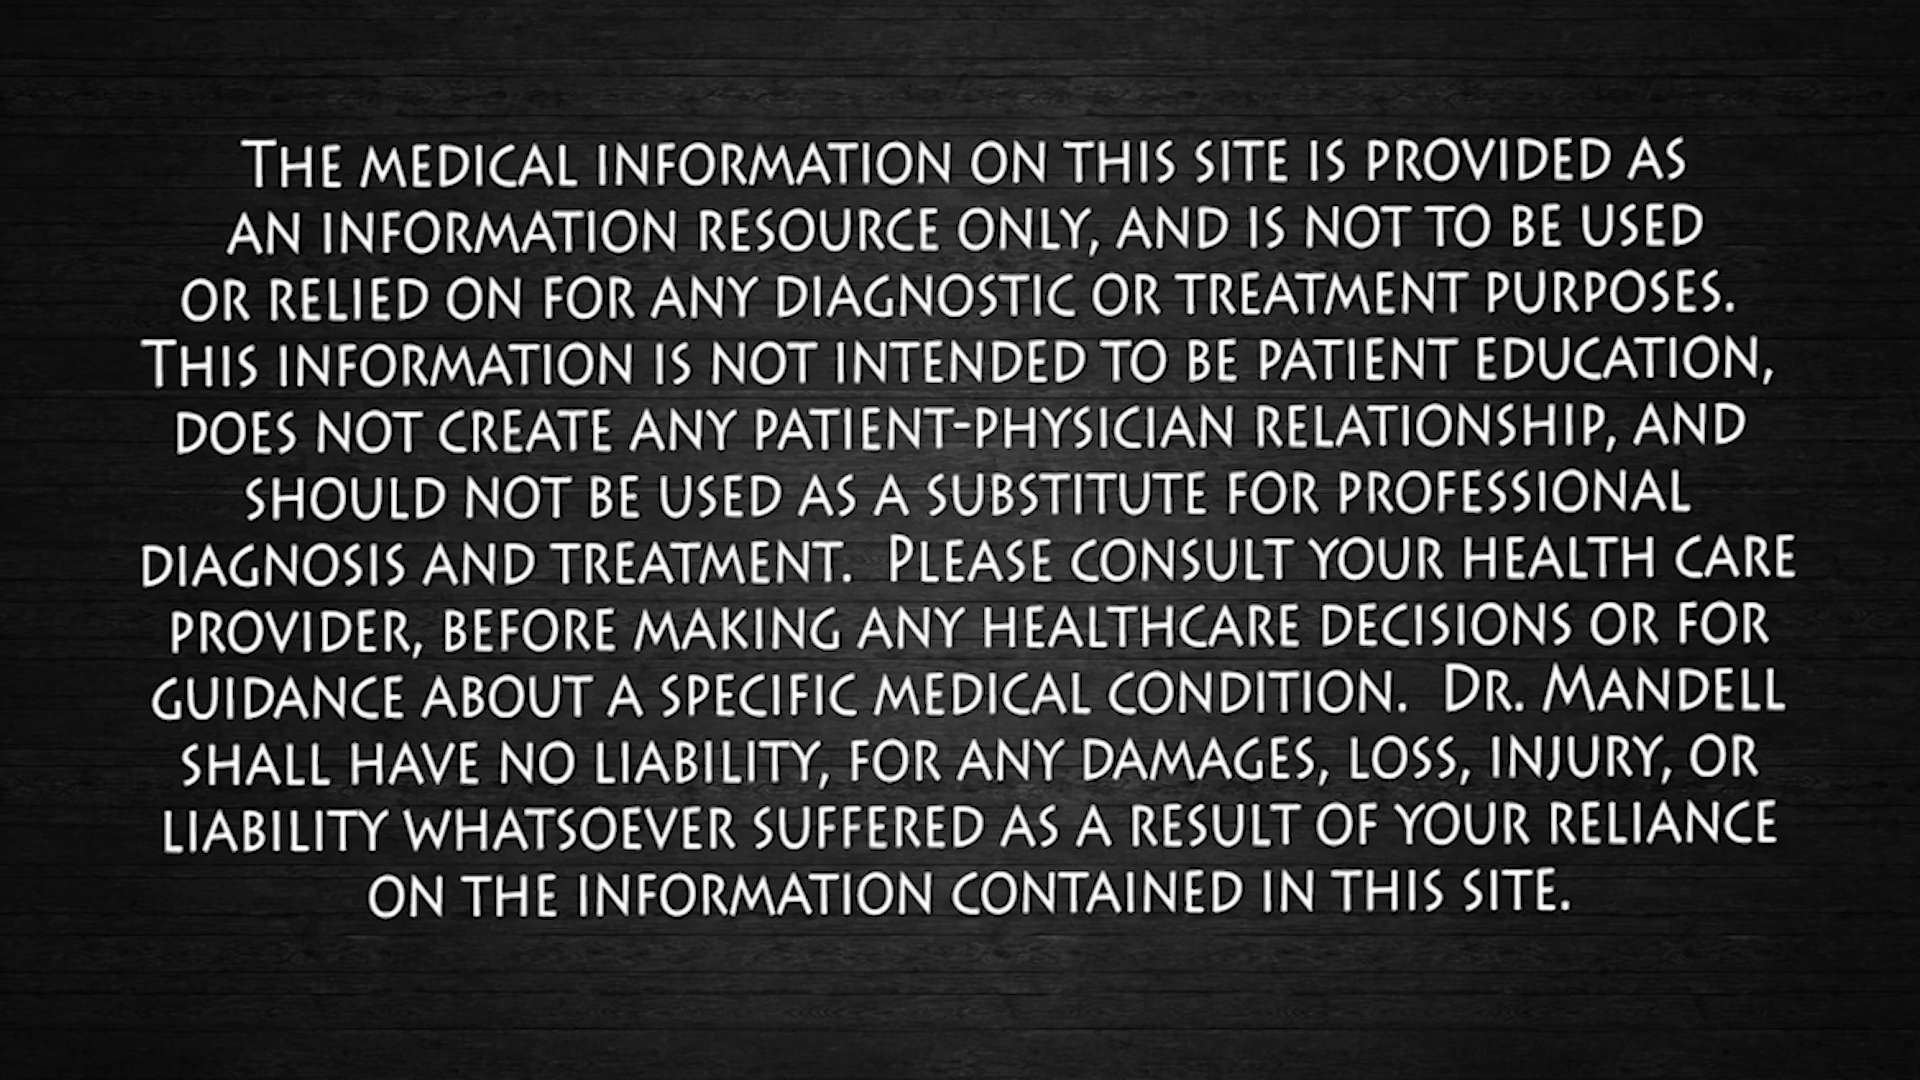 The medical information on this site is provided as
an information resource only, and is not to be used
or relied on for any diagnostic or treatment purposes.
This information is not intended to be patient education,
does not create any patient-physician relationship, and
should not be used as a substitute for professional
diagnosis and treatment.  Please consult your health care
provider, before making any healthcare decisions or for
guidance about a specific medical condition.  Dr. Mandell
shall have no liability, for any damages, loss, injury, or
liability whatsoever suffered as a result of your reliance
on the information contained in this site.